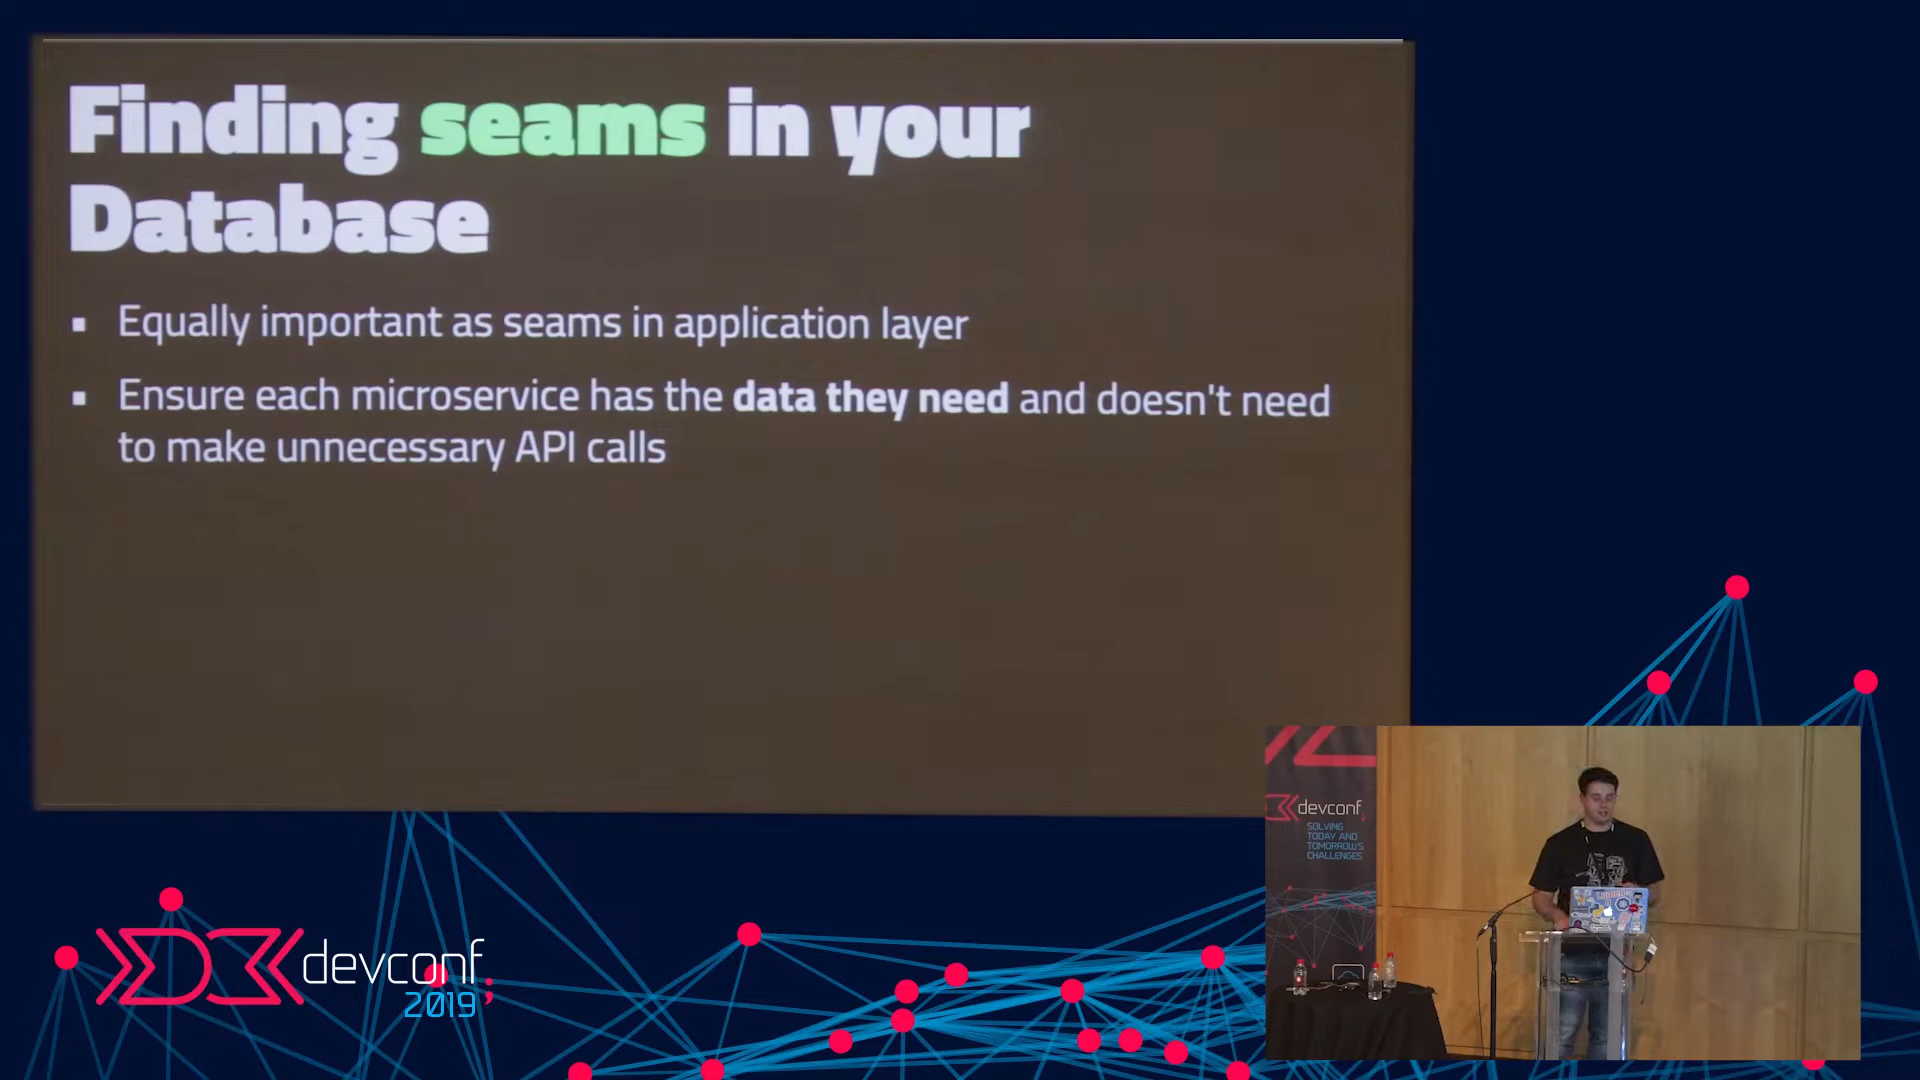 Finding seams in your
Database
▪ Equally important as seams in application layer
▪ Ensure each microservice has the data they need and doesn't need
to make unnecessary API calls
devconf;
2019
devconf;
SOLVING
TODAY AND
TOMORROW'S
CHALLENGES